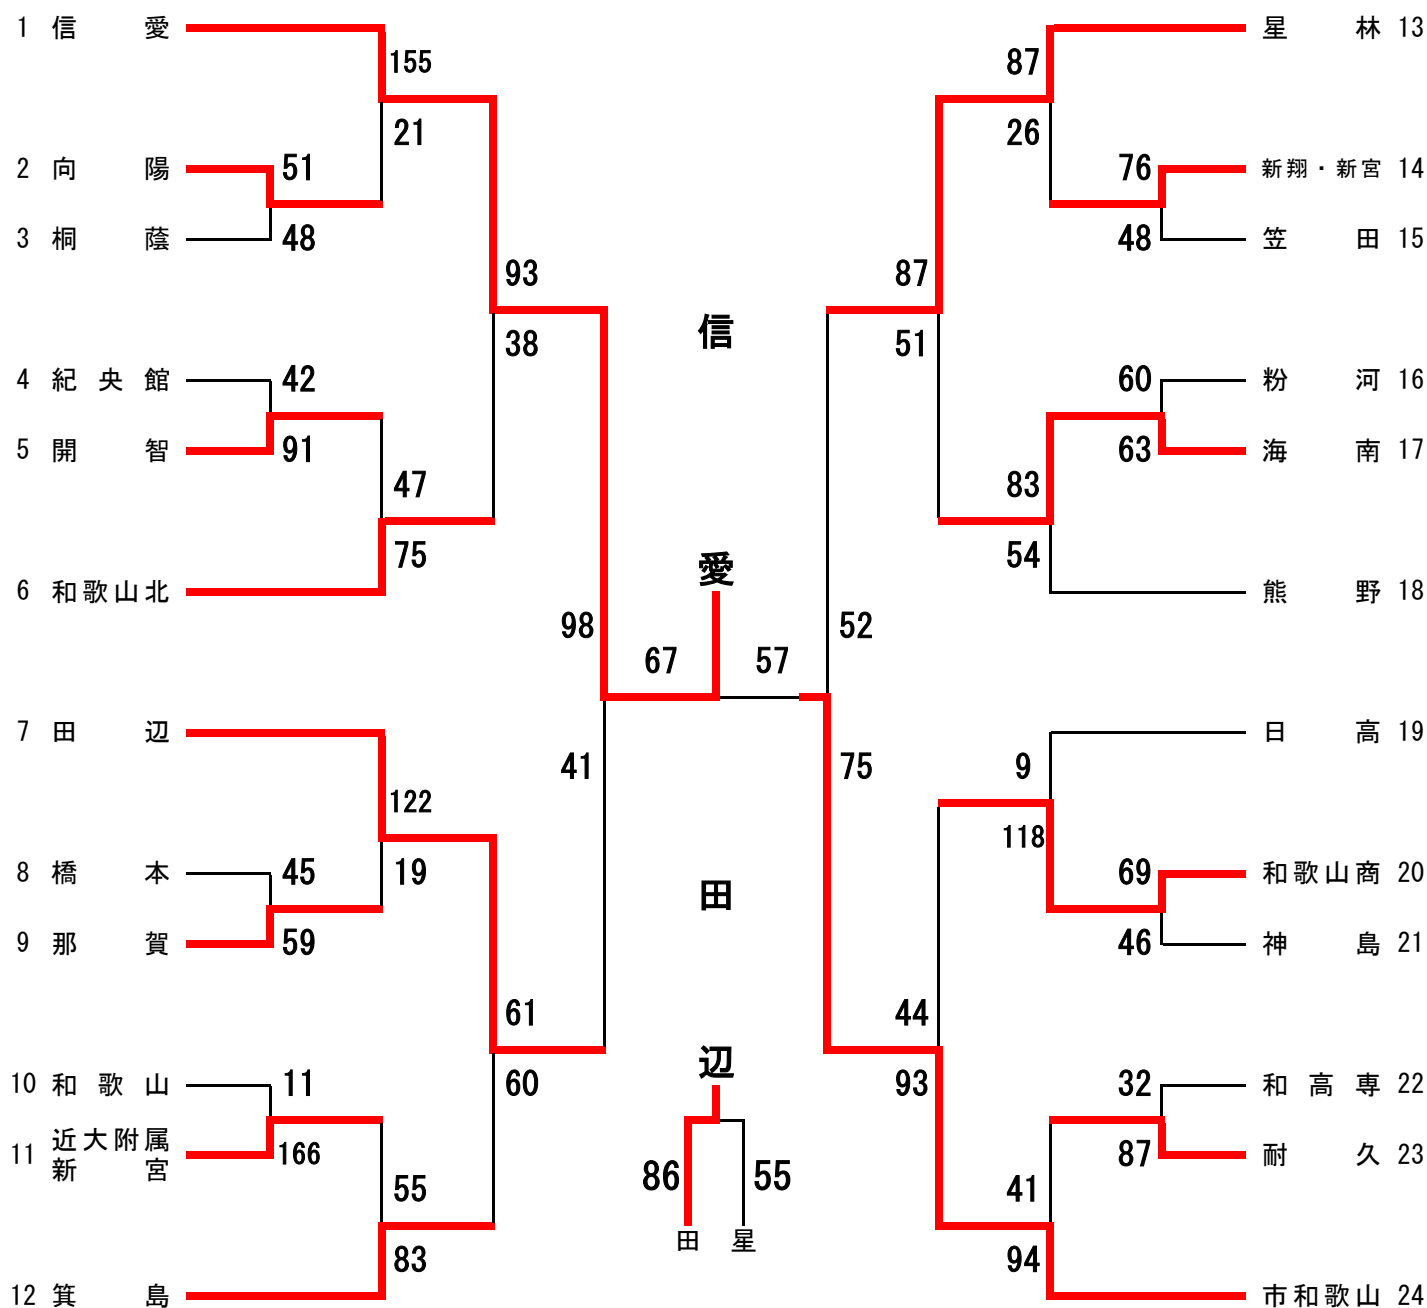 1 信愛
155
21
2 向陽
51
3 桐蔭
48
93
38
4 紀央館
42
5 開智
91
47
75
6 和歌山北
98
41
7 田辺
122
19
8 橋本
45
9 那賀
59
61
60
10 和歌山
11
11 近大附属
新宮
166
55
83
12 箕島
信愛
67
57
田辺
86
55
田
星
星林 13
87
26
新翔・新宮 14
76
笠田 15
48
87
51
粉河 16
60
海南 17
63
83
54
熊野 18
52
75
日高 19
9
118
和歌山商 20
69
神島 21
46
44
93
和高専 22
32
耐久 23
87
41
94
市和歌山 24